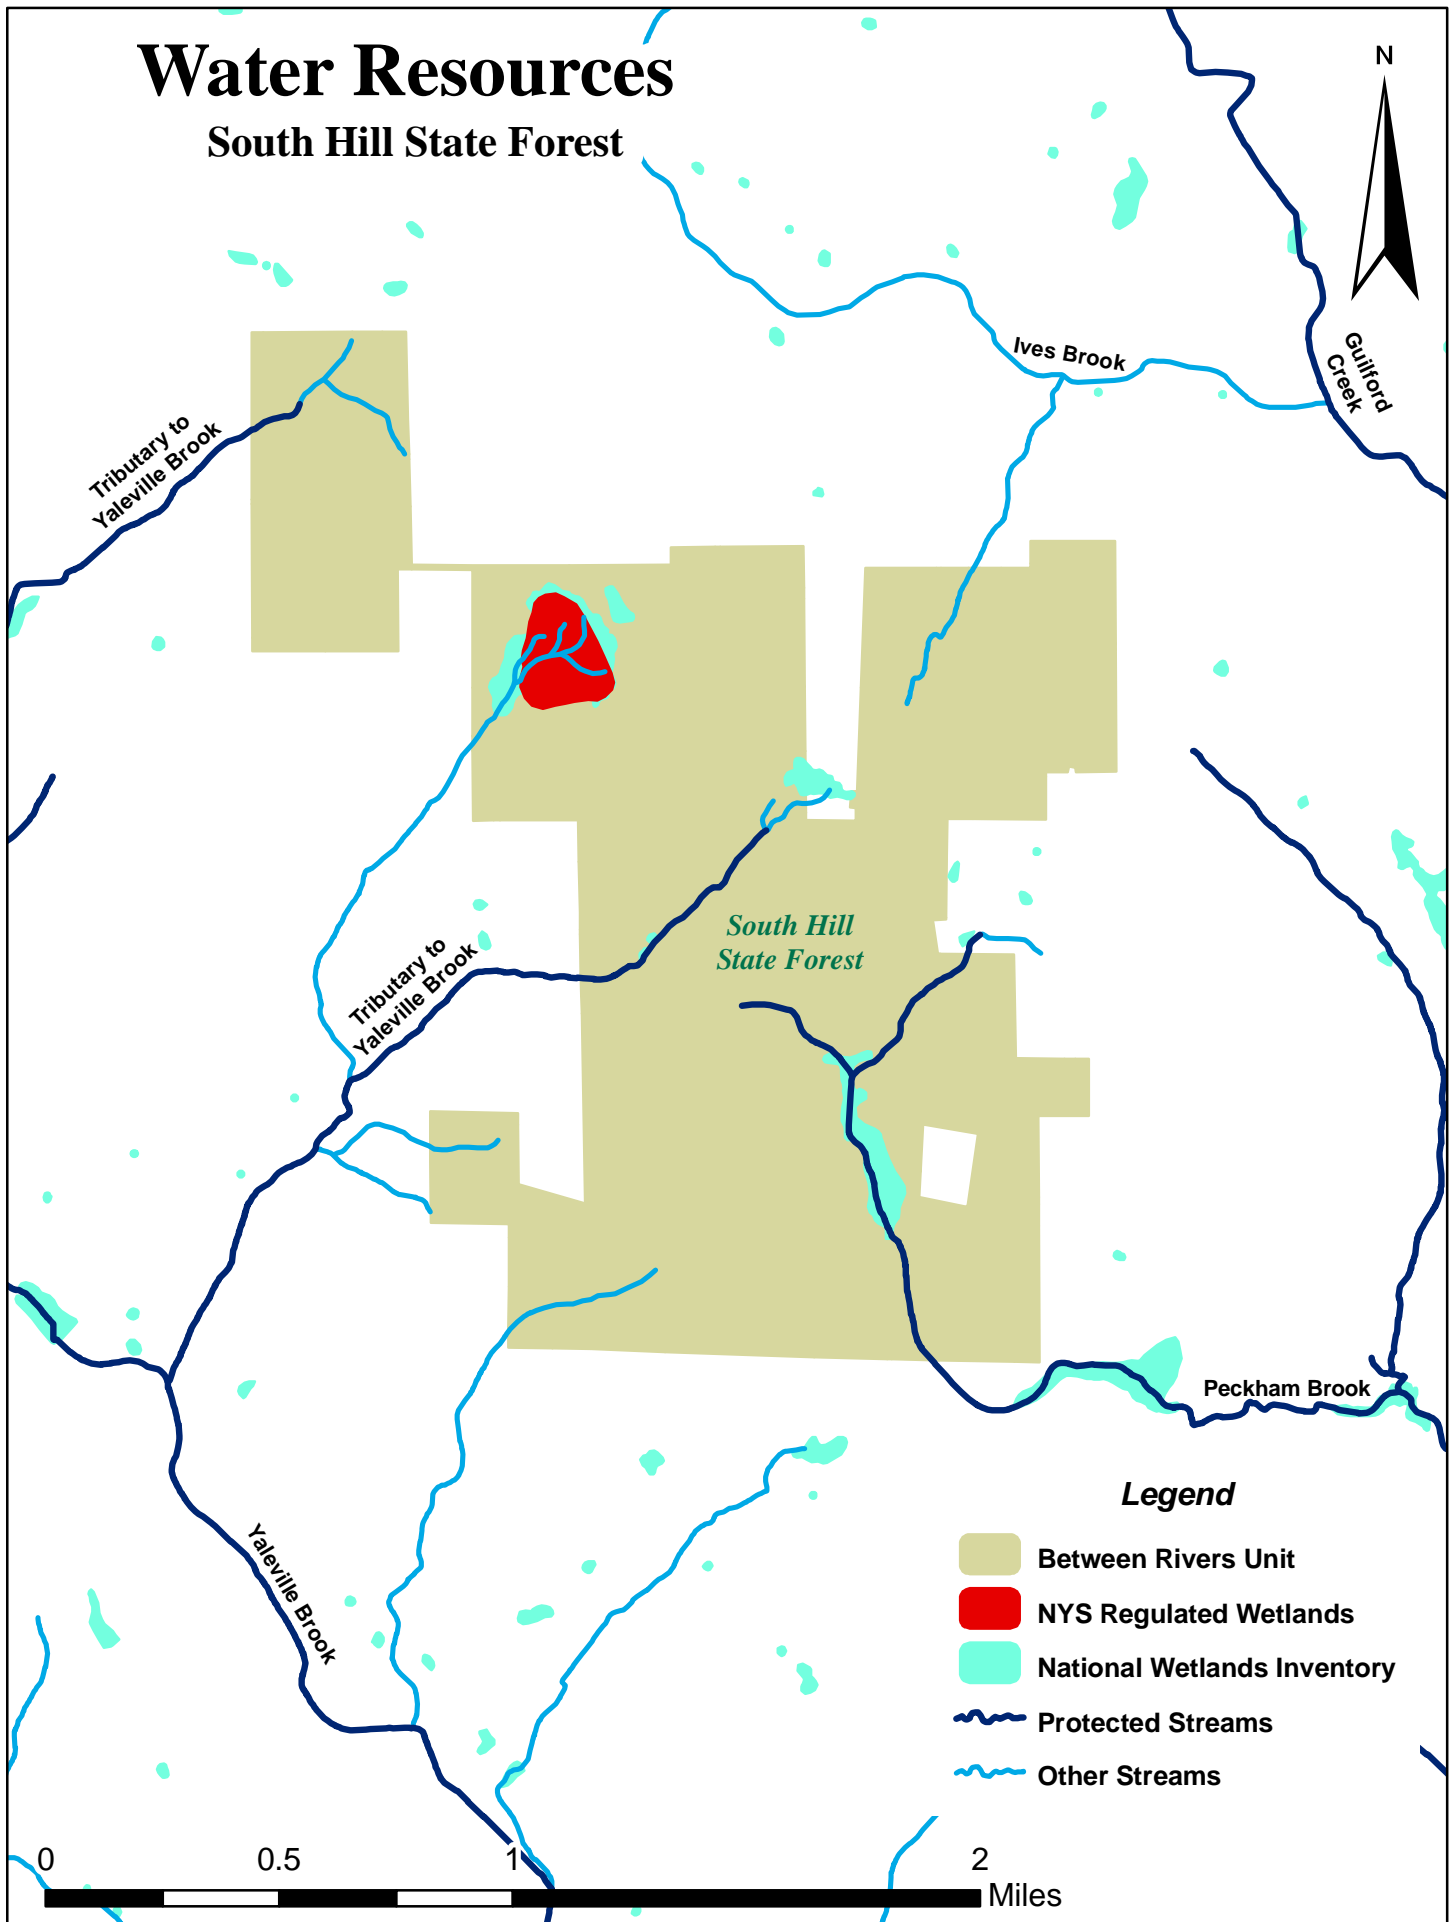 Water Resources
South Hill State Forest
N
Ives Brook
Guilford
Creek
Tributary to
Yaleville Brook
South Hill
State Forest
Tributary to
Yaleville Brook
Peckham Brook
Yaleville Brook
Legend
Between Rivers Unit
NYS Regulated Wetlands
National Wetlands Inventory
Protected Streams
Other Streams
0 0.5 1 2
Miles